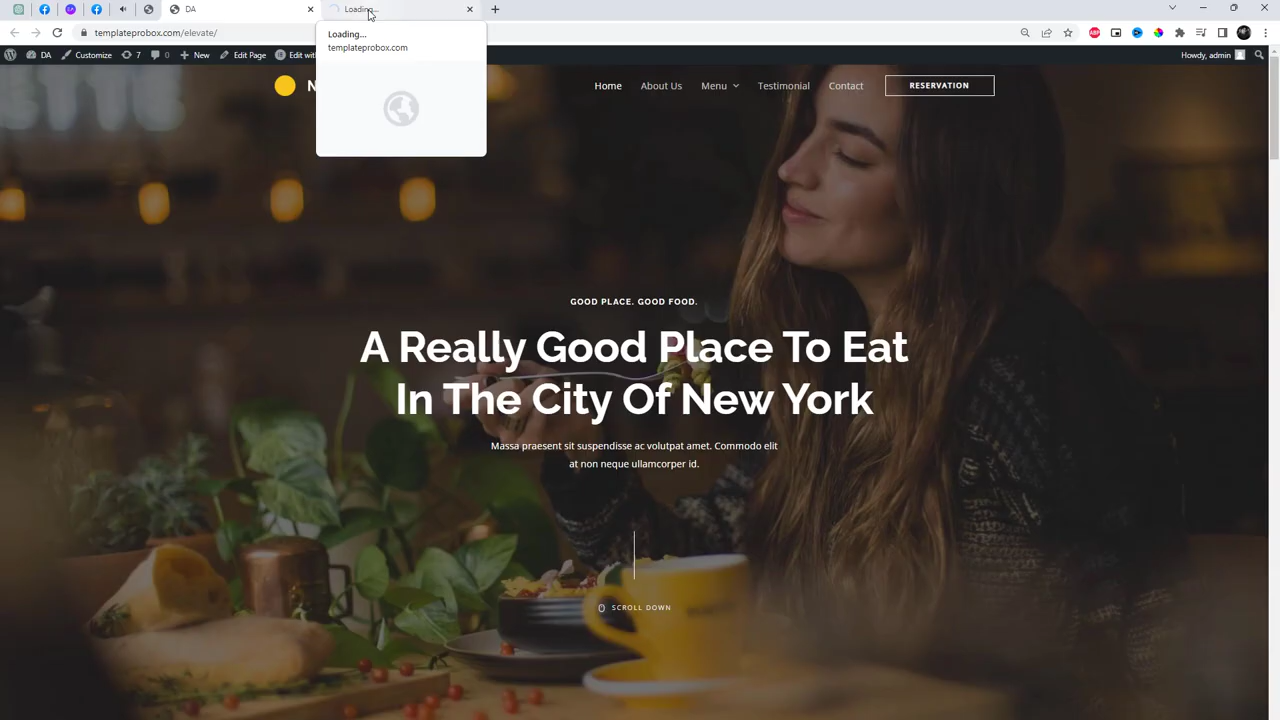 DA
Loading...
templateprobox.com/elevate/
Loading...
templateprobox.com
DA
Customize
7
0
New
Edit Page
Edit with
Howdy, admin
N
Home
About Us
Menu
Testimonial
Contact
RESERVATION
GOOD PLACE. GOOD FOOD.
A Really Good Place To Eat
In The City Of New York
Massa praesent sit suspendisse ac volutpat amet. Commodo elit
at non neque ullamcorper id.
SCROLL DOWN